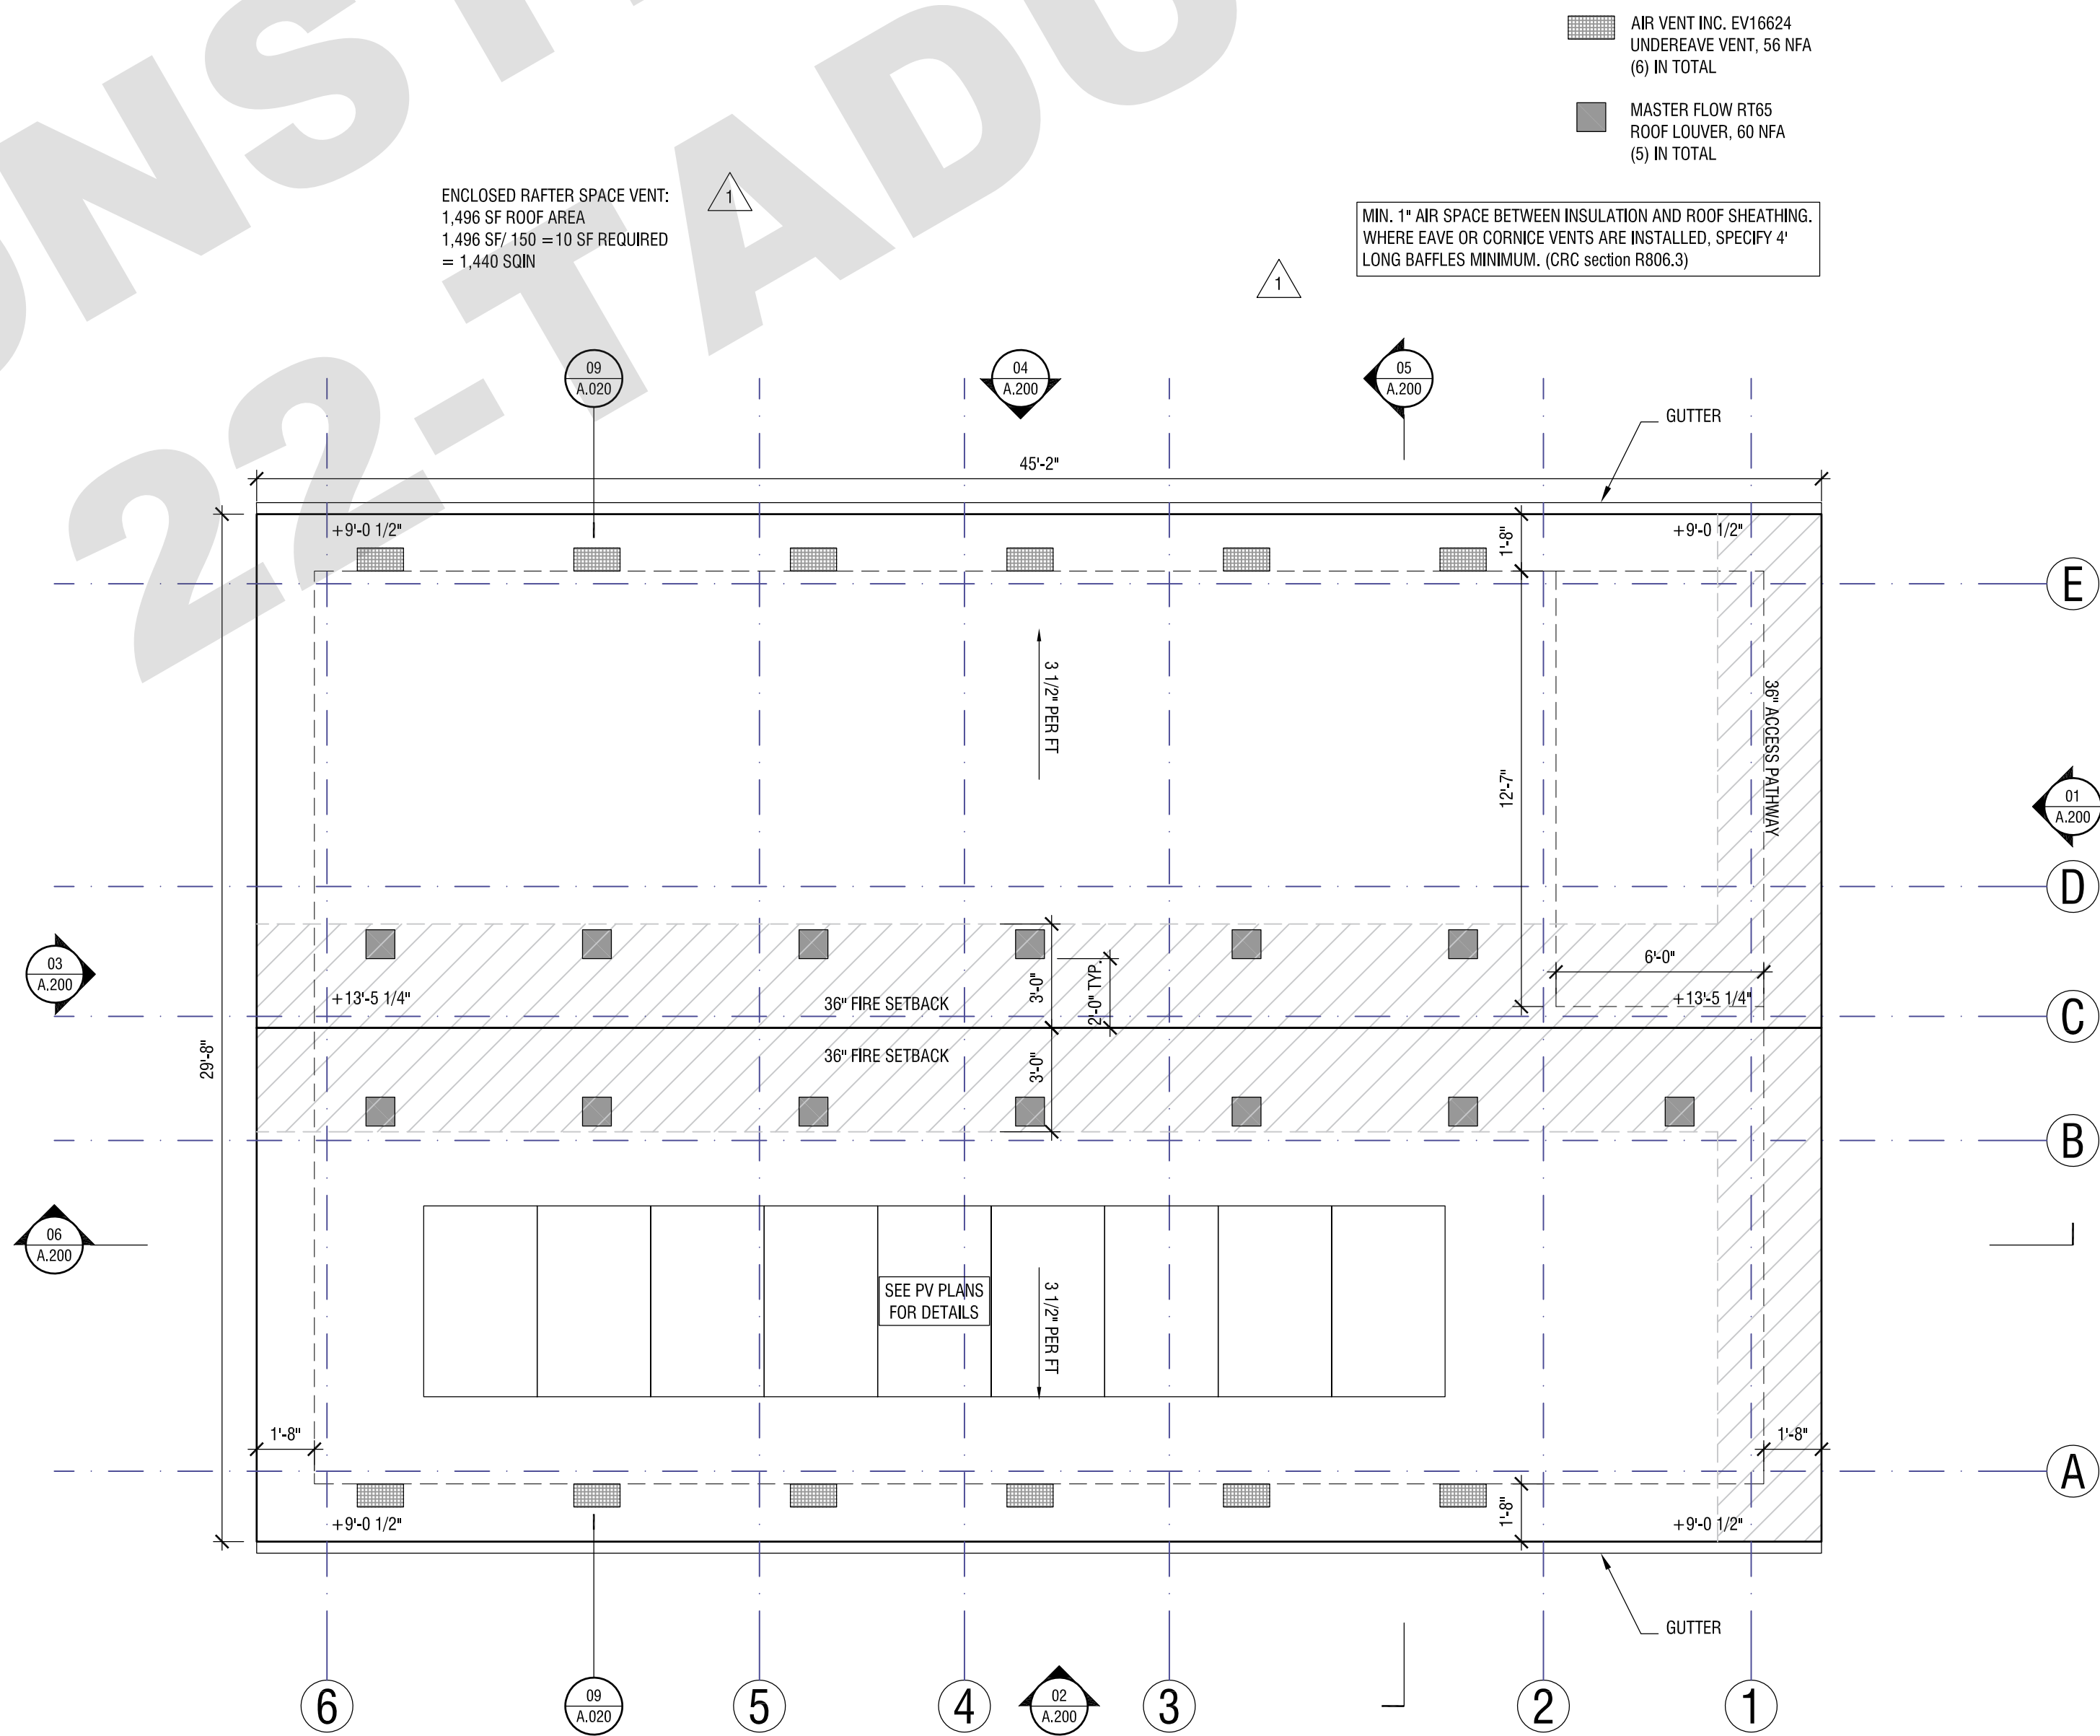 AIR VENT INC. EV16624
UNDEREAVE VENT, 56 NFA
(6) IN TOTAL
MASTER FLOW RT65
ROOF LOUVER, 60 NFA
(5) IN TOTAL
ENCLOSED RAFTER SPACE VENT:
1,496 SF ROOF AREA
1,496 SF/ 150 = 10 SF REQUIRED
= 1,440 SQIN
1
MIN. 1" AIR SPACE BETWEEN INSULATION AND ROOF SHEATHING.
WHERE EAVE OR CORNICE VENTS ARE INSTALLED, SPECIFY 4'
LONG BAFFLES MINIMUM. (CRC section R806.3)
1
09
A.020
04
A.200
05
A.200
GUTTER
45'-2"
+9'-0 1/2"
+9'-0 1/2"
1'-8"
E
3 1/2" PER FT
36" ACCESS PATHWAY
12'-7"
01
A.200
D
03
A.200
6'-0"
3'-0"
2'-0" TYP.
+13'-5 1/4"
36" FIRE SETBACK
+13'-5 1/4"
C
29'-8"
36" FIRE SETBACK
3'-0"
B
06
A.200
SEE PV PLANS
FOR DETAILS
3 1/2" PER FT
1'-8"
1'-8"
A
1'-8"
+9'-0 1/2"
+9'-0 1/2"
GUTTER
6
09
A.020
5
4
02
A.200
3
2
1
22-TADU